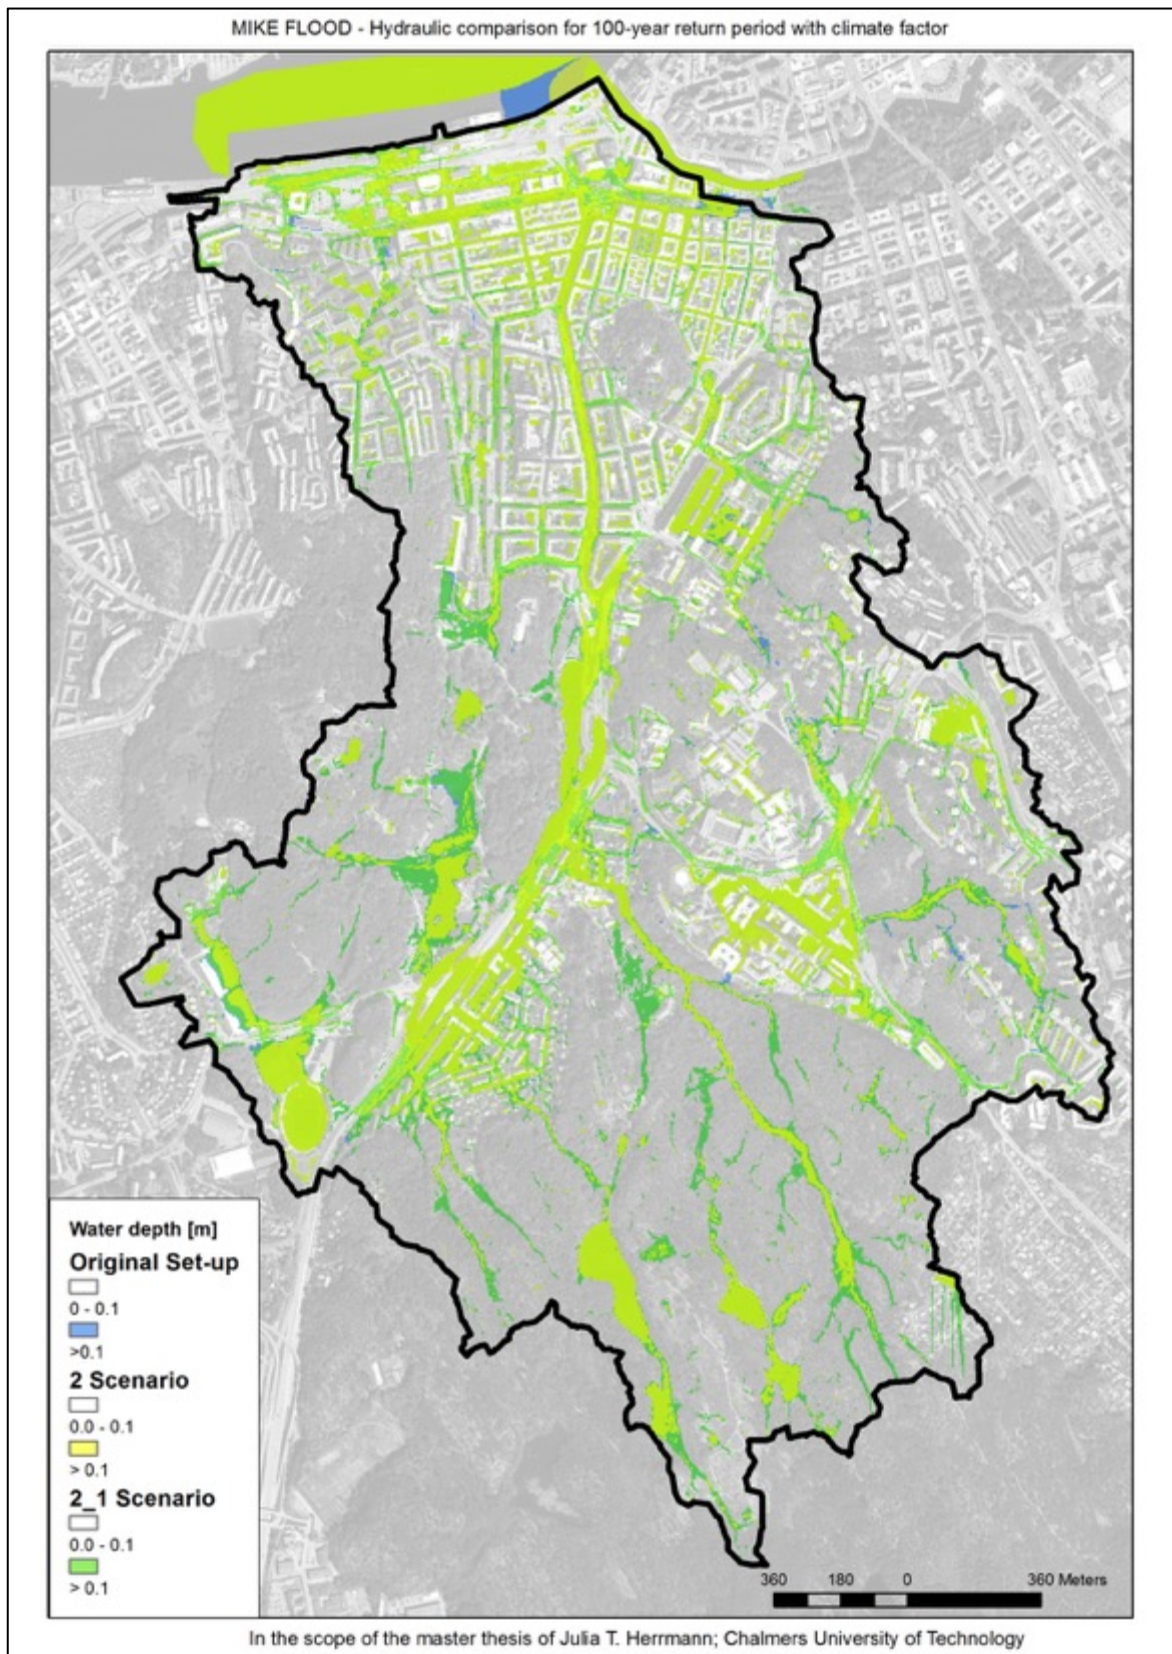 MIKE FLOOD - Hydraulic comparison for 100-year return period with climate factor
Water depth [m]
Original Set-up
0 - 0.1
>0.1
2 Scenario
0.0 - 0.1
> 0.1
2_1 Scenario
0.0 - 0.1
> 0.1
360 180 0 360 Meters
In the scope of the master thesis of Julia T. Herrmann; Chalmers University of Technology